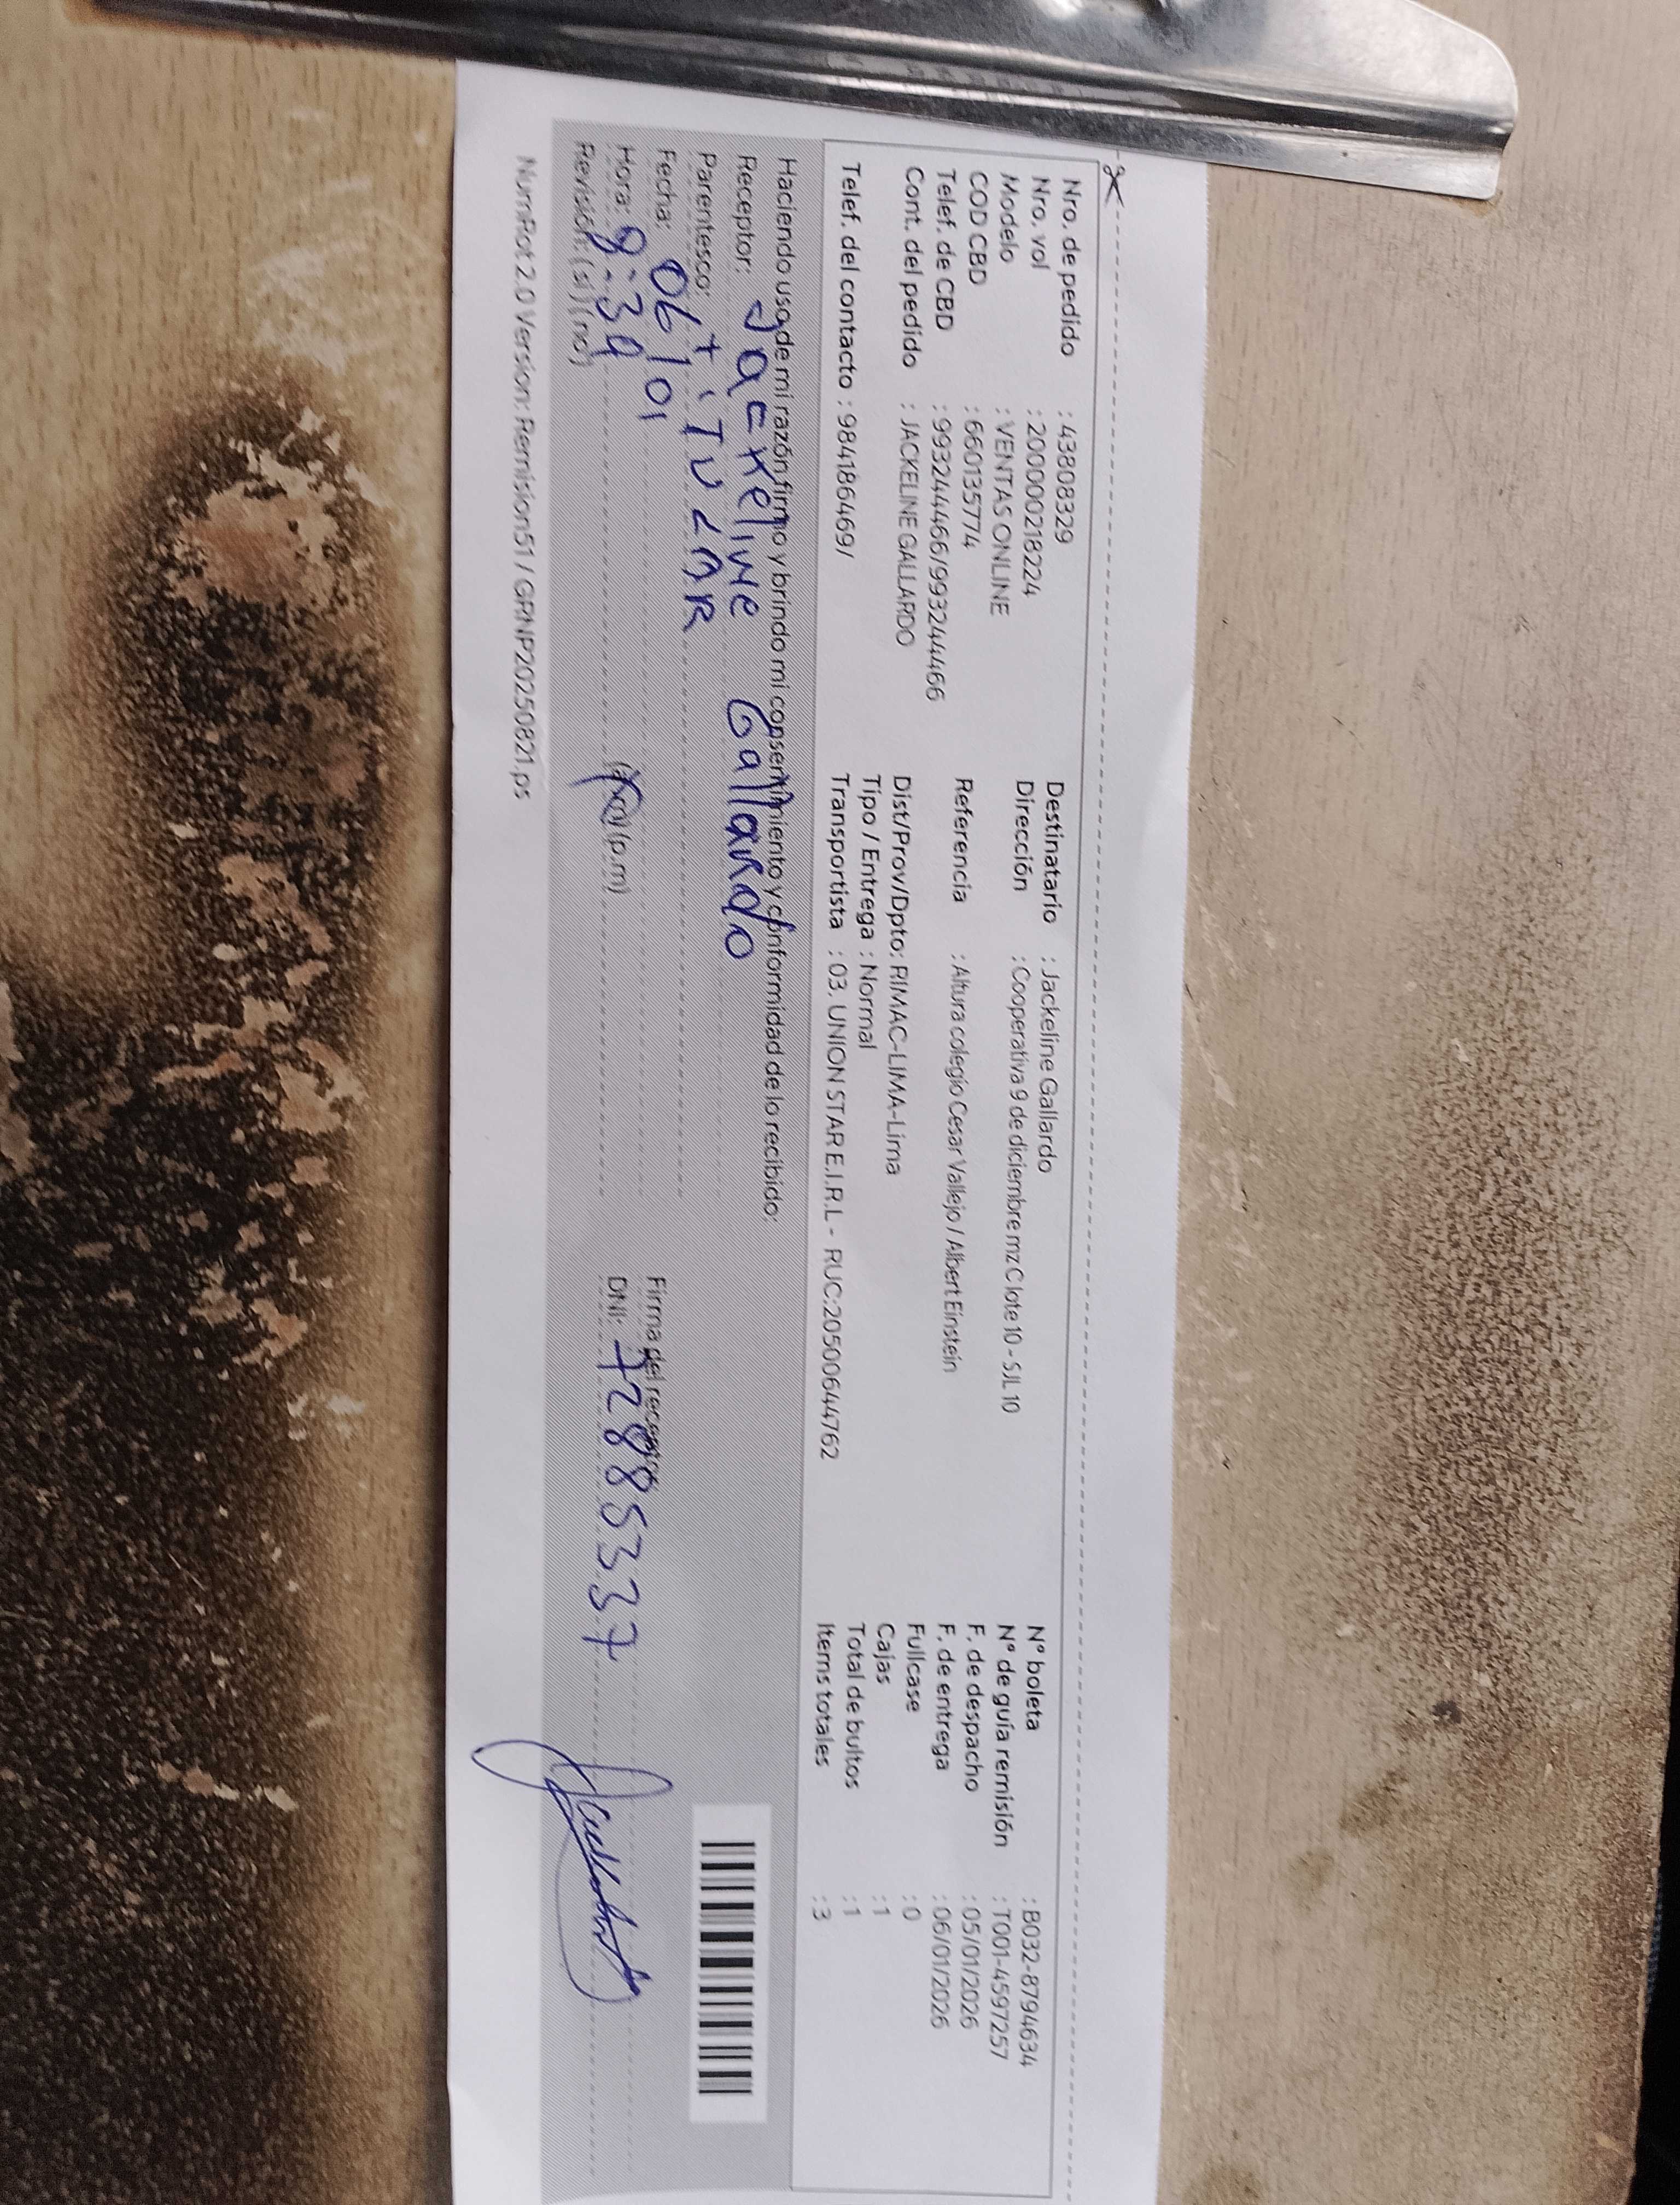 Nro. de pedido : 43808329
Nro. vol : 2000000218224
Modelo : VENTAS ONLINE
COD CBD : 660135774
Telef. de CBD : 993244466/993244466
Cont. del pedido : JACKELINE GALLARDO
Telef. del contacto : 984186469/
Destinatario : Jackeline Gallardo
Dirección : Cooperativa 9 de diciembre mz C lote 10 - SJL 10
Referencia : Altura colegio Cesar Vallejo / Albert Einstein
Dist/Prov/Dpto: RIMAC-LIMA-Lima
Tipo / Entrega : Normal
Transportista : 03. UNION STAR E.I.R.L - RUC:20500644762
N° boleta : B032-8794634
N° de guía remisión : T001-4597257
F. de despacho : 05/01/2026
F. de entrega : 06/01/2026
Fullcase : 0
Cajas : 1
Total de bultos : 1
Items totales : 3
Haciendo uso de mi razón firmo y brindo mi consentimiento y conformidad de lo recibido:
Receptor: Jackeline Gallardo
Parentesco: tituLAR
Fecha: 06/01
Hora: 8:39 (a.m) (p.m)
Revisión: (si) (no)
Firma del receptor
DNI: 72885337
NumRot 2.0 Version: Remision51 / GRNP20250821.ps